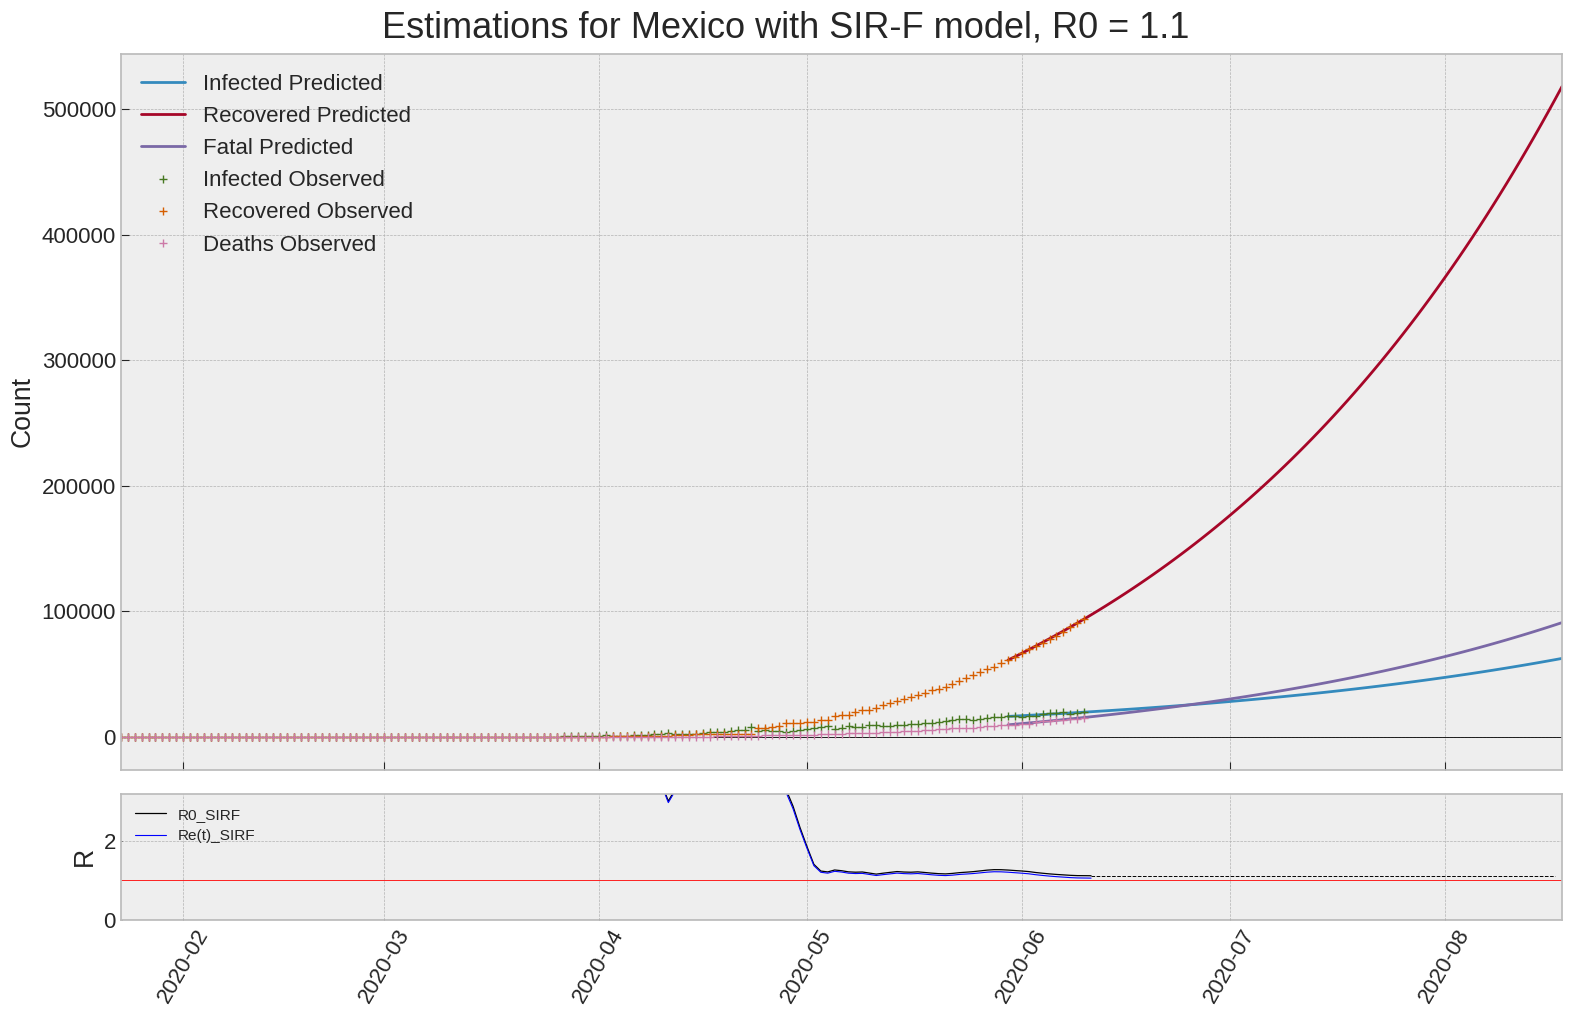 Estimations for Mexico with SIR-F model, R0 = 1.1
Infected Predicted
Recovered Predicted
Fatal Predicted
Infected Observed
Recovered Observed
Deaths Observed
500000
400000
300000
200000
100000
0
Count
R0_SIRF
Re(t)_SIRF
2
0
R
2020-02
2020-03
2020-04
2020-05
2020-06
2020-07
2020-08